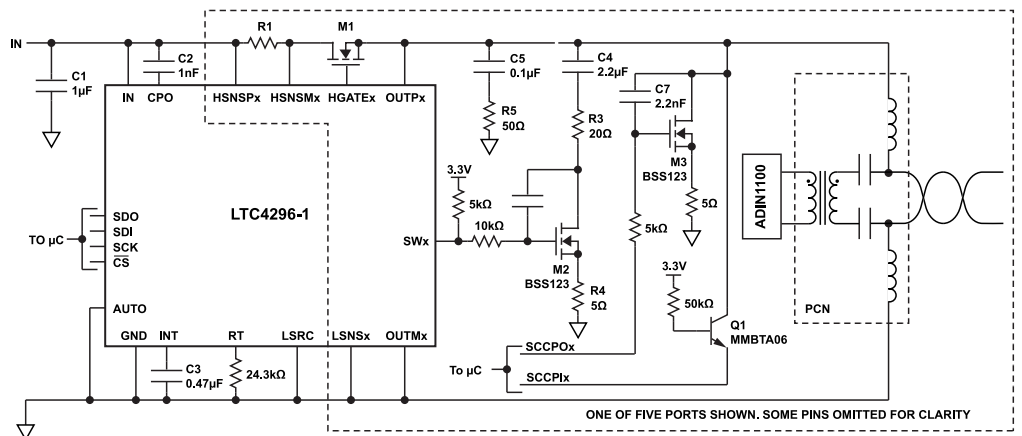 IN
R1
M1
C1
1µF
C2
1nF
IN
CPO
HSNSPx
HSNSMx
HGATEx
OUTPx
C5
0.1µF
R5
50Ω
C4
2.2µF
R3
20Ω
C7
2.2nF
M3
BSS123
5Ω
5kΩ
ADIN1100
PCN
LTC4296-1
3.3V
5kΩ
10kΩ
SWx
M2
BSS123
R4
5Ω
SDO
SDI
SCK
CS
TO µC
AUTO
GND
INT
RT
LSRC
LSNSx
OUTMx
C3
0.47µF
24.3kΩ
3.3V
50kΩ
Q1
MMBTA06
SCCPOx
To µC
SCCPIx
ONE OF FIVE PORTS SHOWN. SOME PINS OMITTED FOR CLARITY